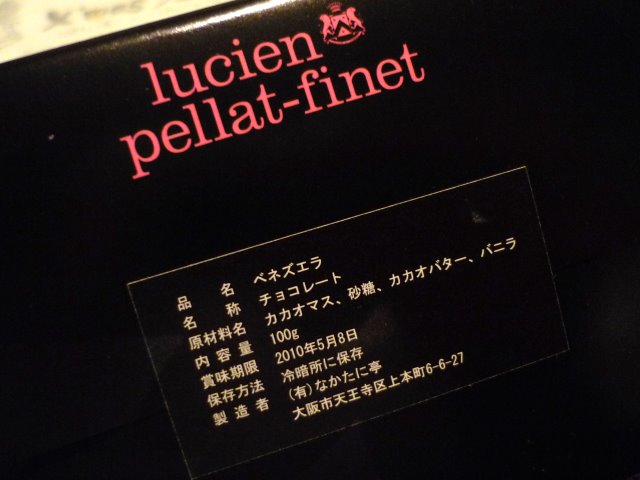 lucien
pellat-finet
品名 ベネズエラ
名称 チョコレート
原材料名 カカオマス、砂糖、カカオバター、バニラ
内容量 100g
賞味期限 2010年5月8日
保存方法 冷暗所に保存
製造者 (有)なかたに亭
大阪市天王寺区上本町6-6-27